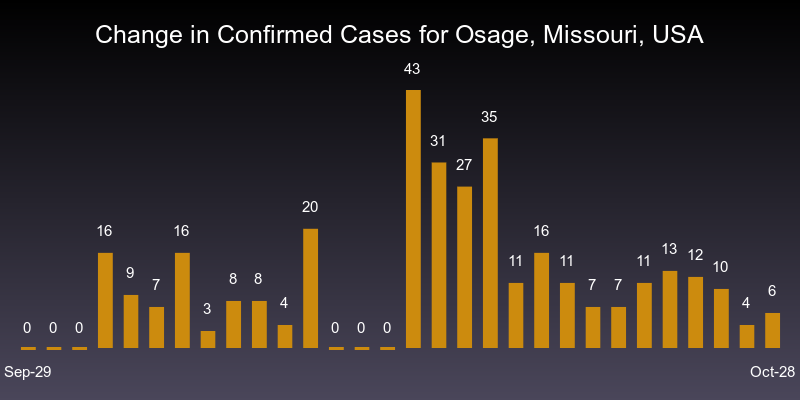 Change in Confirmed Cases for Osage, Missouri, USA
0 0 0 16 9 7 16 3 8 8 4 20 0 0 0 43 31 27 35 11 16 11 7 7 11 13 12 10 4 6
Sep-29 Oct-28